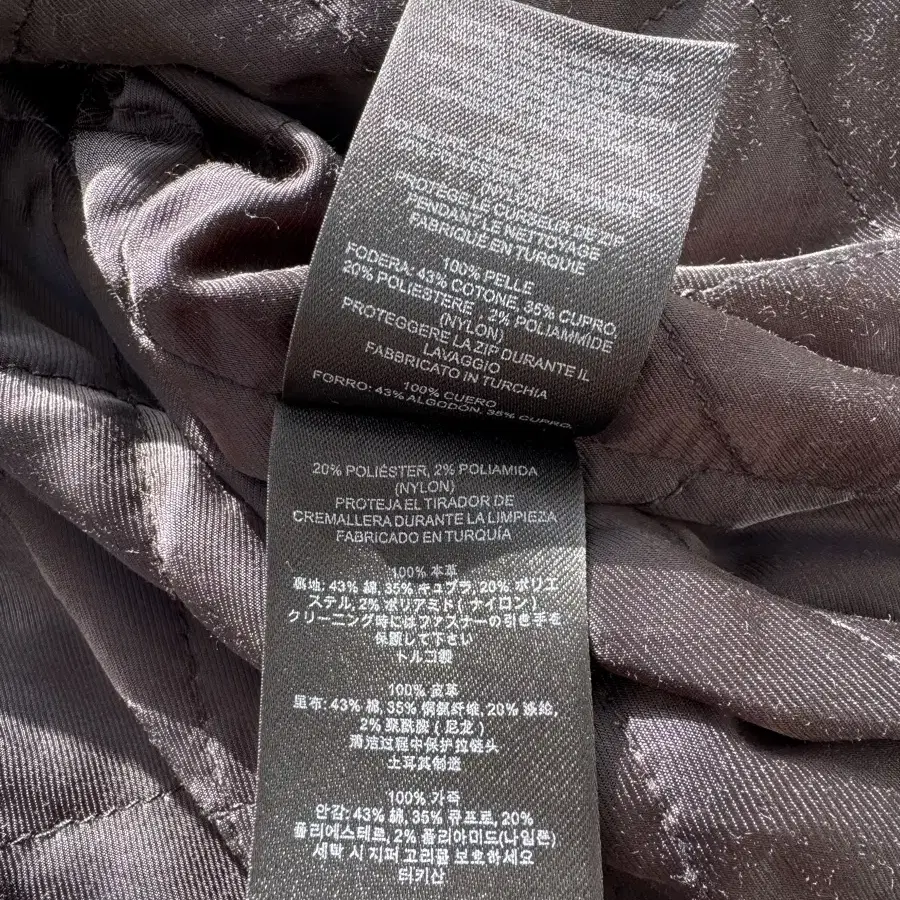 (NYLON)
PROTÉGE LE CURSEUR DE ZIP
PENDANT LE NETTOYAGE
FABRIQUÉ EN TURQUIE
100% PELLE
FODERA: 43% COTONE, 35% CUPRO
20% POLIESTERE, 2% POLIAMMIDE
(NYLON)
PROTEGGERE LA ZIP DURANTE IL
LAVAGGIO
FABBRICATO IN TURCHIA
100% CUERO
FORRO: 43% ALGODÓN, 35% CUPRO
20% POLIÉSTER, 2% POLIAMIDA
(NYLON)
PROTEJA EL TIRADOR DE
CREMALLERA DURANTE LA LIMPIEZA
FABRICADO EN TURQUÍA
100% 本革
裏地: 43% 綿, 35% キュプラ, 20% ポリエ
ステル, 2% ポリアミド ( ナイロン )
クリーニング時にはファスナーの引き手を
保護して下さい
トルコ製
100% 皮革
里布: 43% 棉, 35% 铜氨纤维, 20% 涤纶,
2% 聚酰胺 ( 尼龙 )
清洁过程中保护拉链头
土耳其制造
100% 가죽
안감: 43% 綿, 35% 큐프로, 20%
폴리에스테르, 2% 폴리아미드(나일론)
세탁 시 지퍼 고리를 보호하세요
터키산